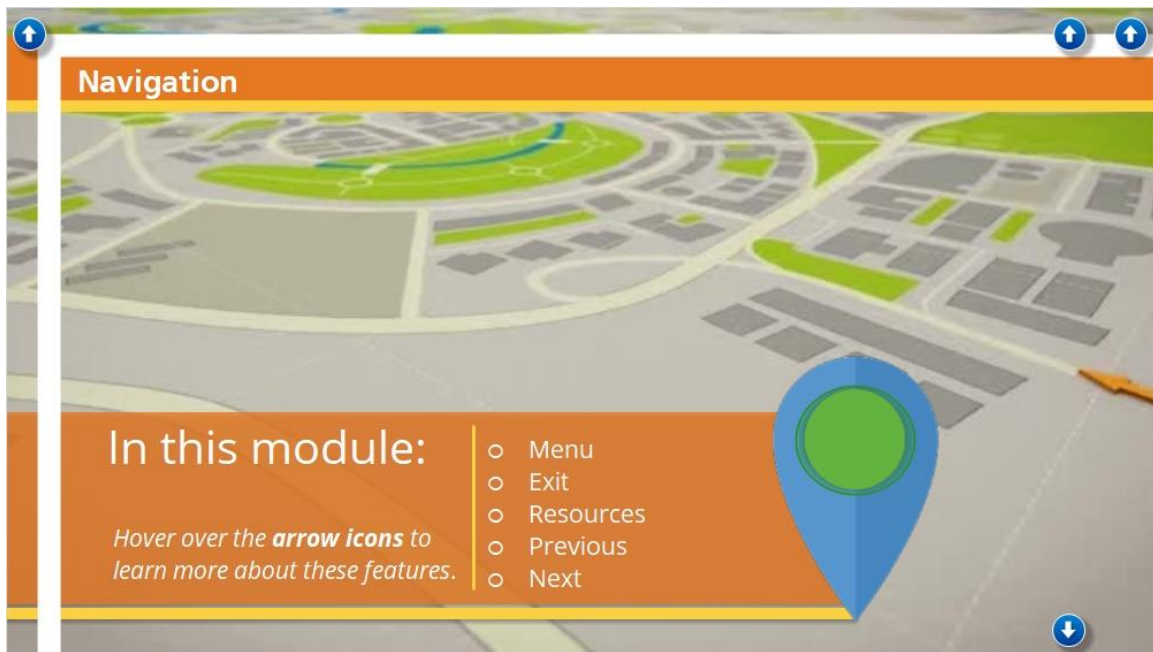 Navigation
In this module:
Hover over the arrow icons to
learn more about these features.
Menu
Exit
Resources
Previous
Next